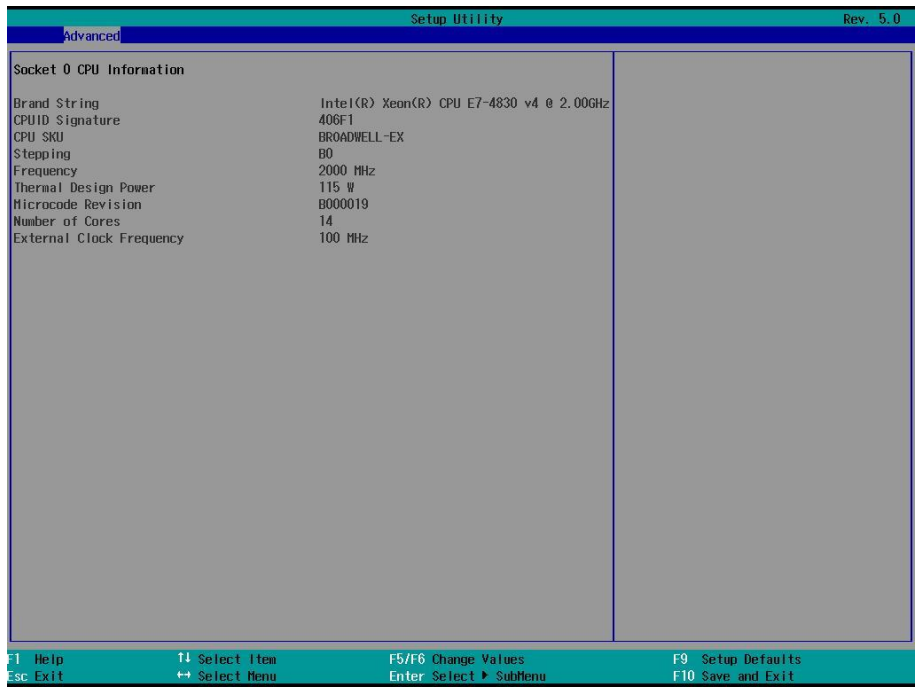 Setup Utility Rev. 5.0
Advanced
Socket 0 CPU Information
Brand String Intel(R) Xeon(R) CPU E7-4830 v4 @ 2.00GHz
CPUID Signature 406F1
CPU SKU BROADWELL-EX
Stepping B0
Frequency 2000 MHz
Thermal Design Power 115 W
Microcode Revision B000019
Number of Cores 14
External Clock Frequency 100 MHz
F1 Help ↑↓ Select Item F5/F6 Change Values F9 Setup Defaults
Esc Exit ↔ Select Menu Enter Select ▶ SubMenu F10 Save and Exit